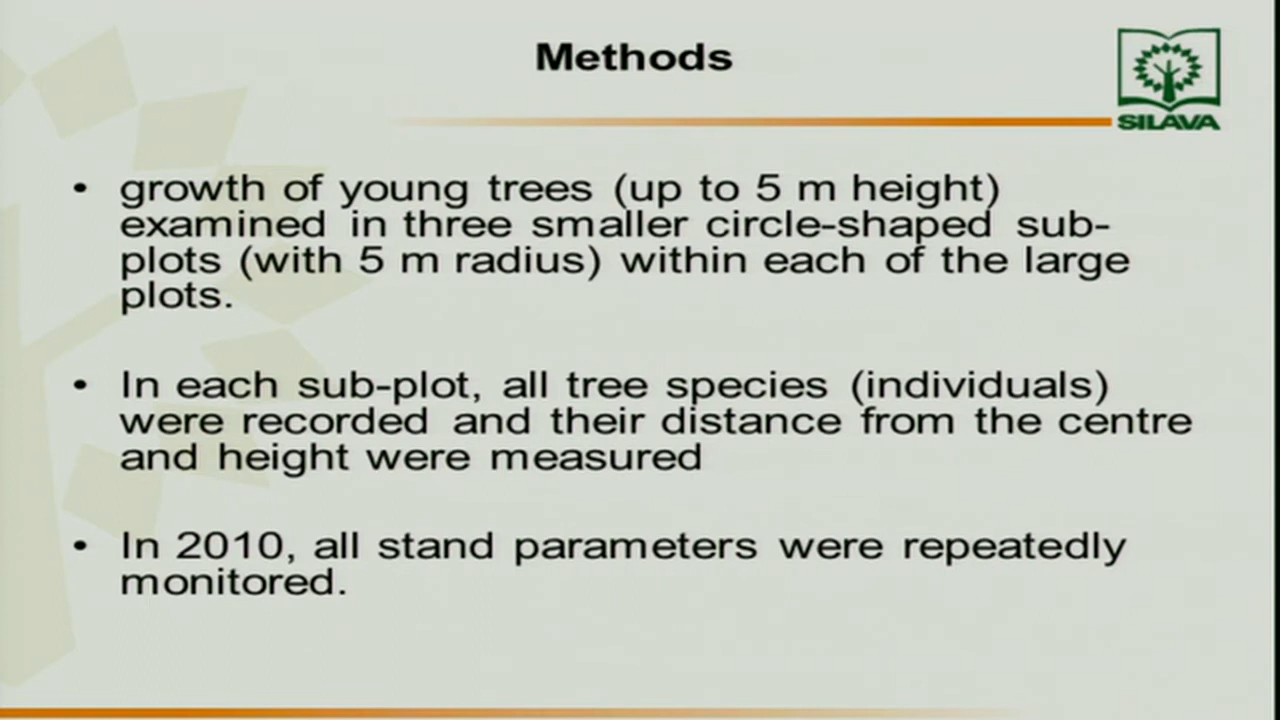 Methods
SILAVA
• growth of young trees (up to 5 m height)
examined in three smaller circle-shaped sub-
plots (with 5 m radius) within each of the large
plots.
• In each sub-plot, all tree species (individuals)
were recorded and their distance from the centre
and height were measured
• In 2010, all stand parameters were repeatedly
monitored.